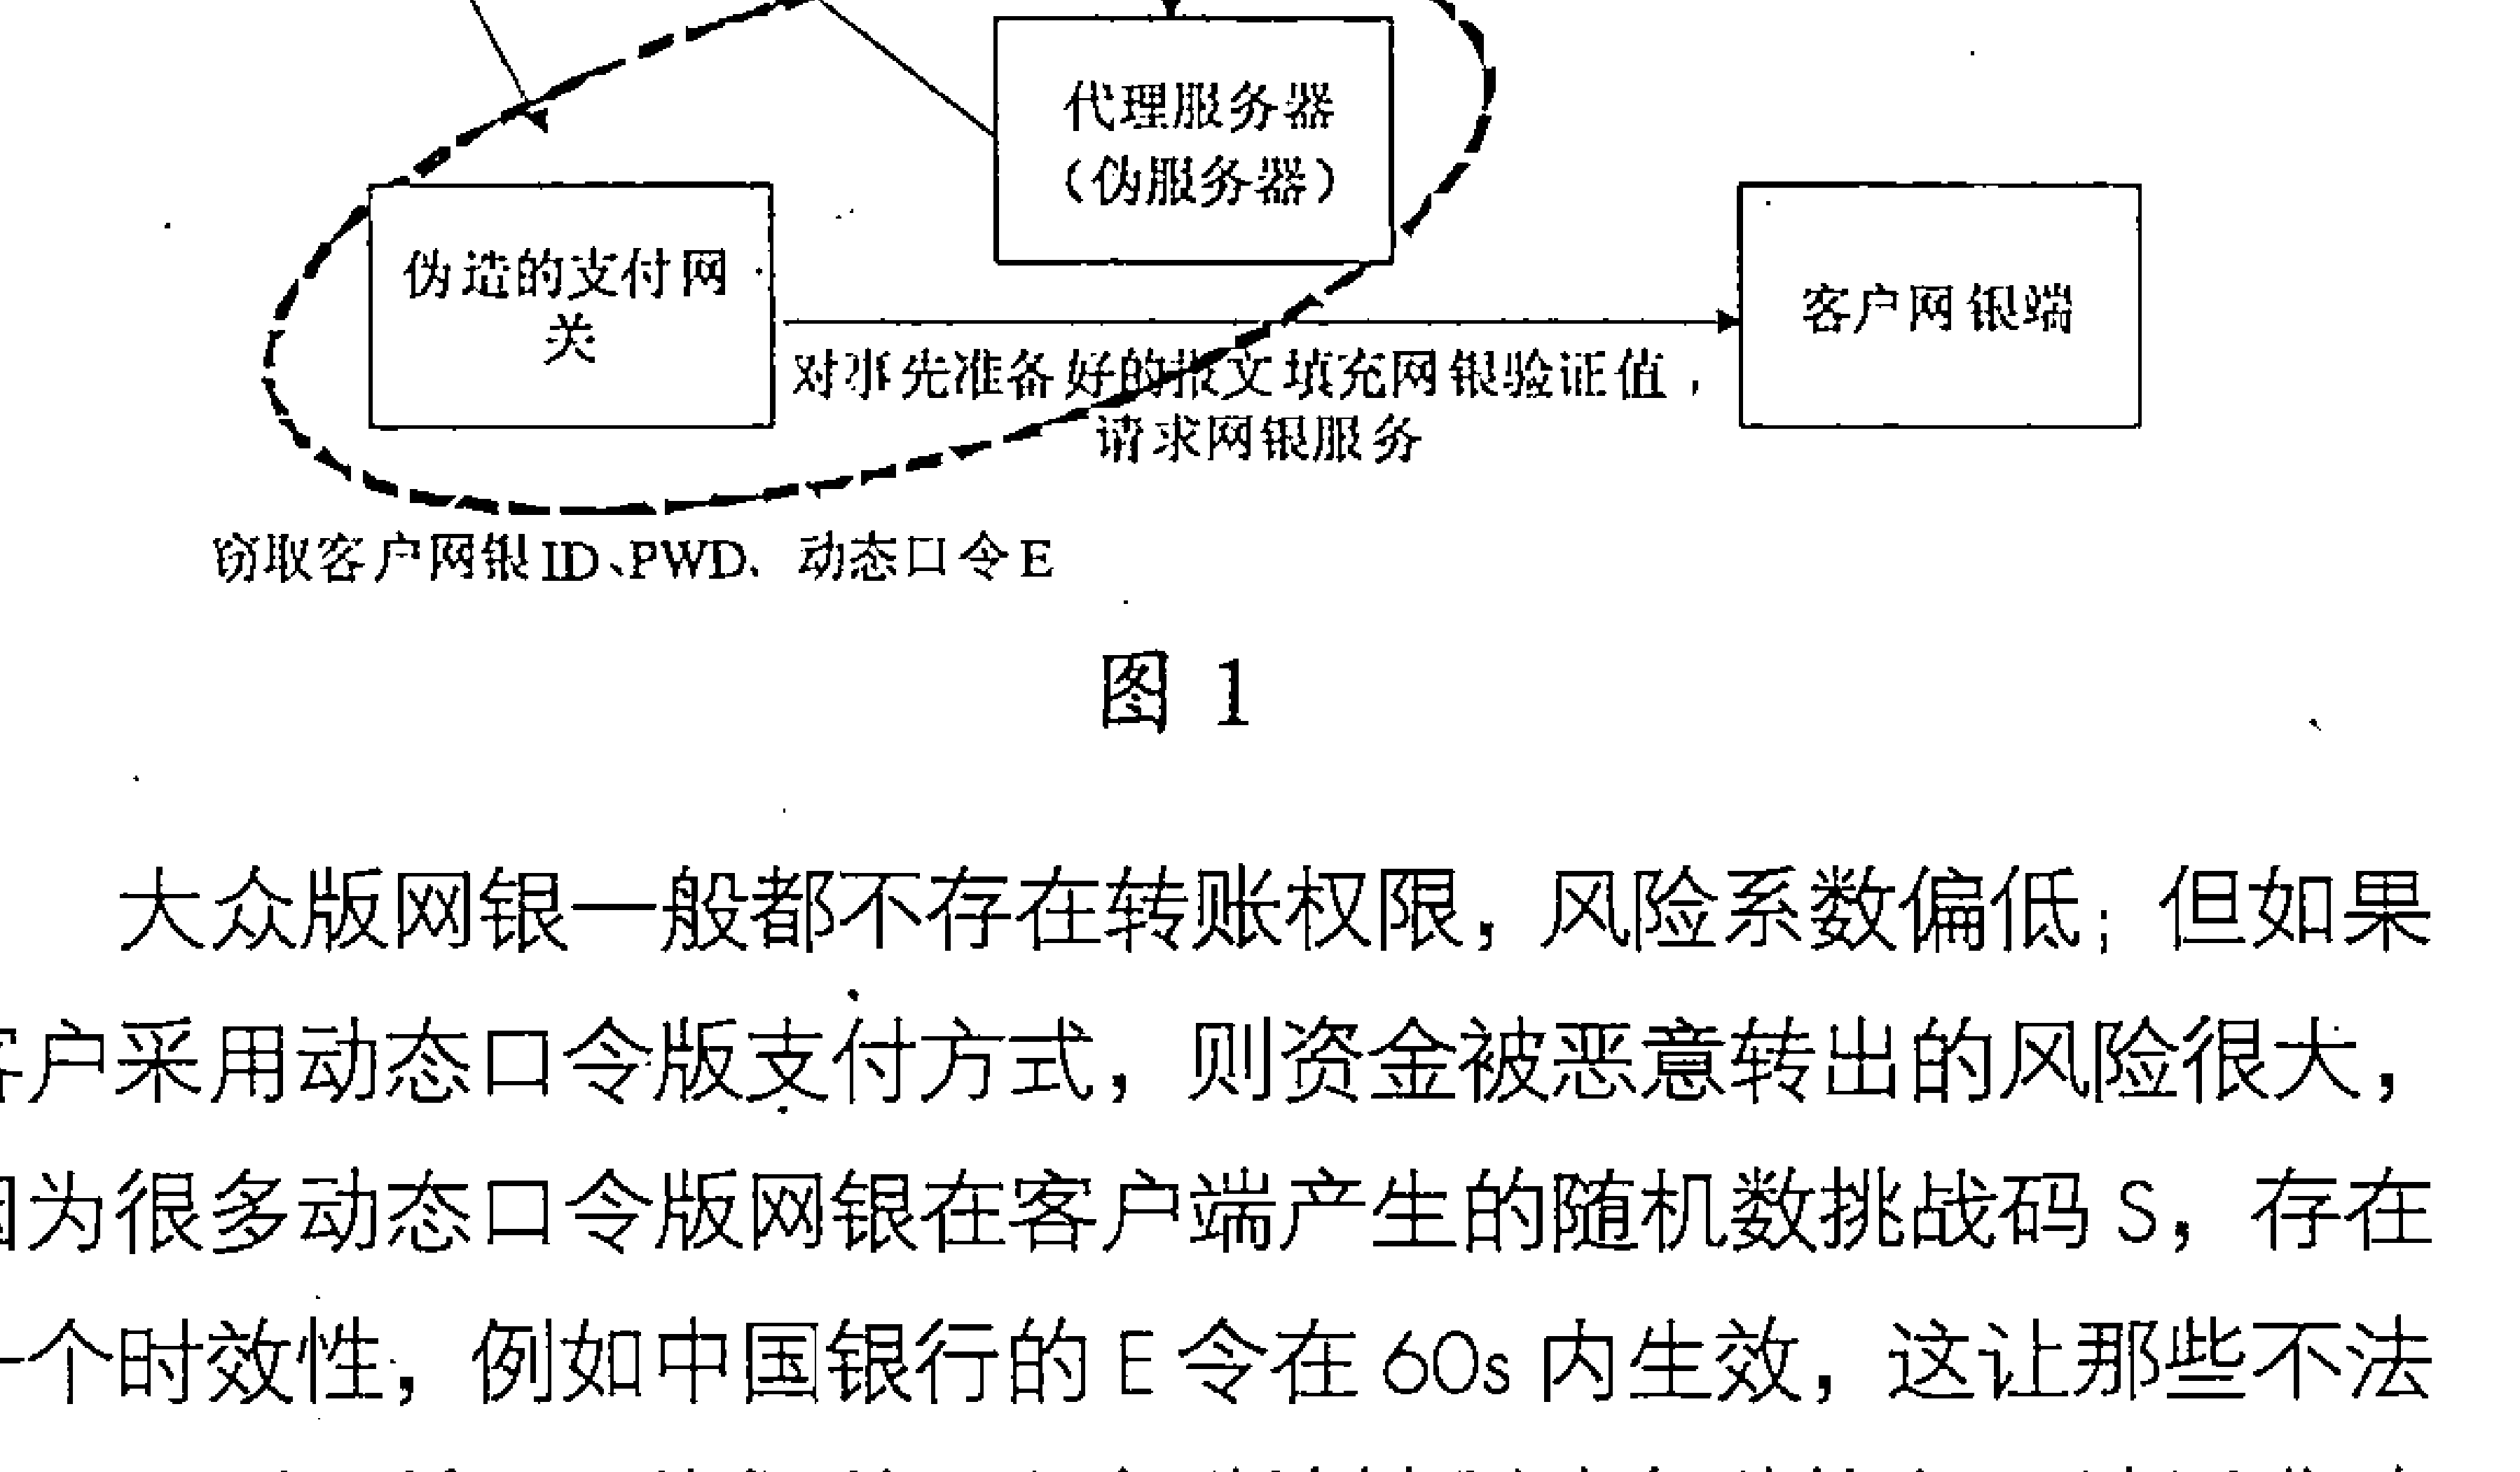 代理服务器
（伪服务器）
伪造的支付网
关
客户网银端
对事先准备好的报文填充网银验证值，
请求网银服务
窃取客户网银ID、PWD、动态口令E
图 1
大众版网银一般都不存在转账权限，风险系数偏低；但如果
客户采用动态口令版支付方式，则资金被恶意转出的风险很大，
因为很多动态口令版网银在客户端产生的随机数挑战码 S，存在
一个时效性，例如中国银行的 E 令在 60s 内生效，这让那些不法